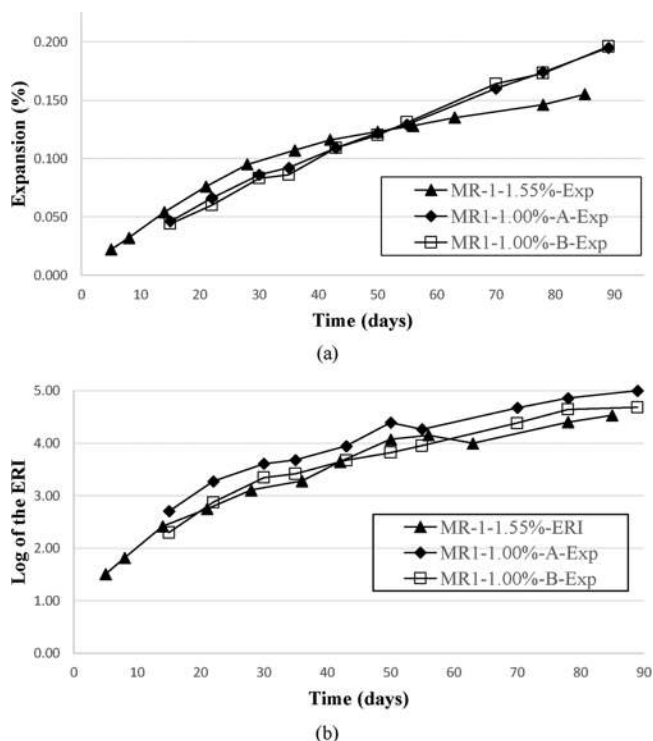 0.200
0.150
0.100
0.050
0.000
Expansion (%)
MR-1-1.55%-Exp
MR1-1.00%-A-Exp
MR1-1.00%-B-Exp
0 10 20 30 40 50 60 70 80 90
Time (days)
(a)
5.00
4.00
3.00
2.00
1.00
0.00
Log of the ERI
MR-1-1.55%-ERI
MR1-1.00%-A-Exp
MR1-1.00%-B-Exp
0 10 20 30 40 50 60 70 80 90
Time (days)
(b)